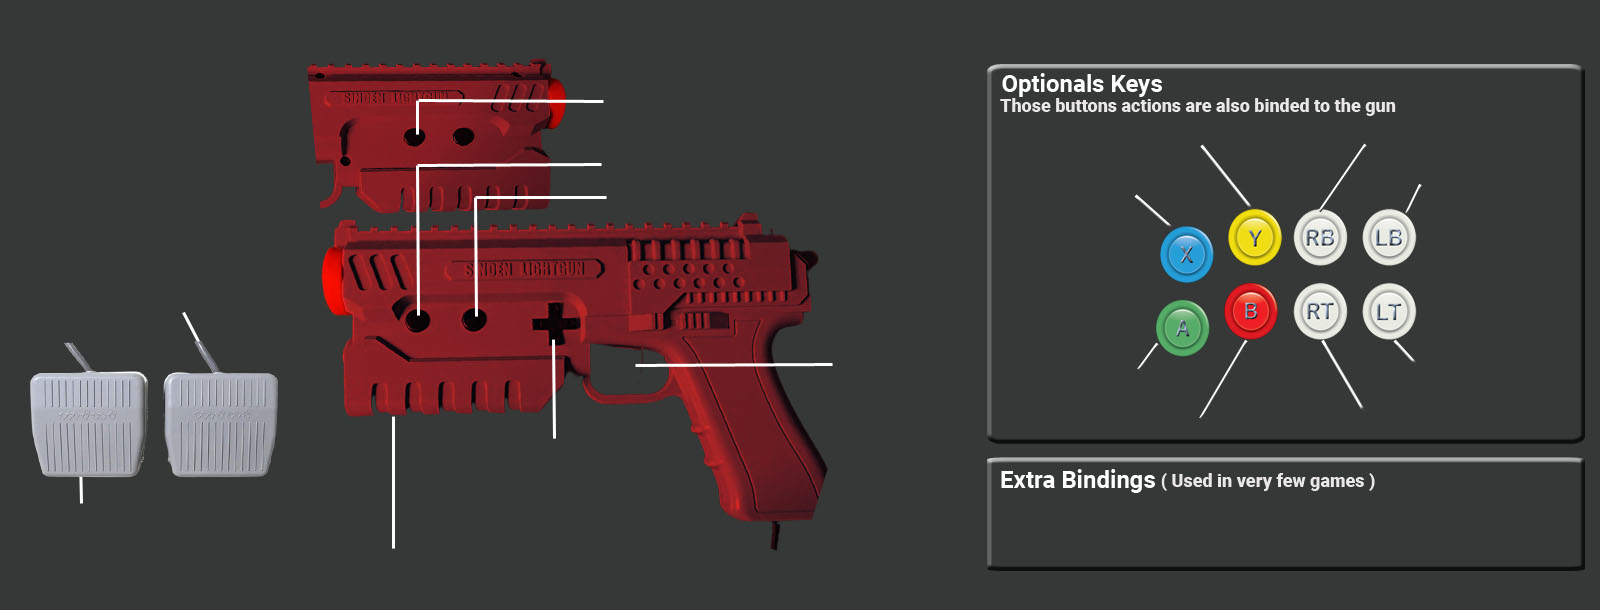 SINDEN LIGHTGUN
SINDEN LIGHTGUN
Optionals Keys
Those buttons actions are also binded to the gun
X Y RB LB
A B RT LT
Extra Bindings ( Used in very few games )